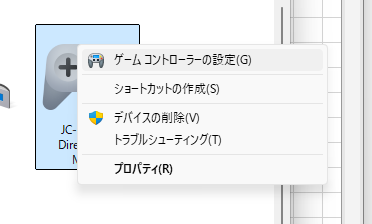 ゲーム コントローラーの設定(G)
ショートカットの作成(S)
デバイスの削除(V)
トラブルシューティング(T)
プロパティ(R)
JC-
Dire
M